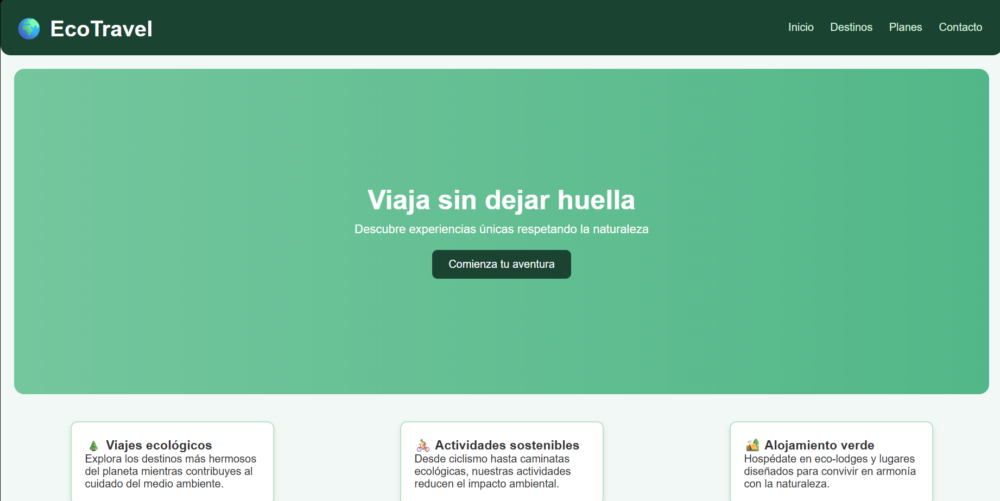 EcoTravel
Inicio Destinos Planes Contacto
Viaja sin dejar huella
Descubre experiencias únicas respetando la naturaleza
Comienza tu aventura
Viajes ecológicos
Explora los destinos más hermosos
del planeta mientras contribuyes al
cuidado del medio ambiente.
Actividades sostenibles
Desde ciclismo hasta caminatas
ecológicas, nuestras actividades
reducen el impacto ambiental.
Alojamiento verde
Hospédate en eco-lodges y lugares
diseñados para convivir en armonía
con la naturaleza.